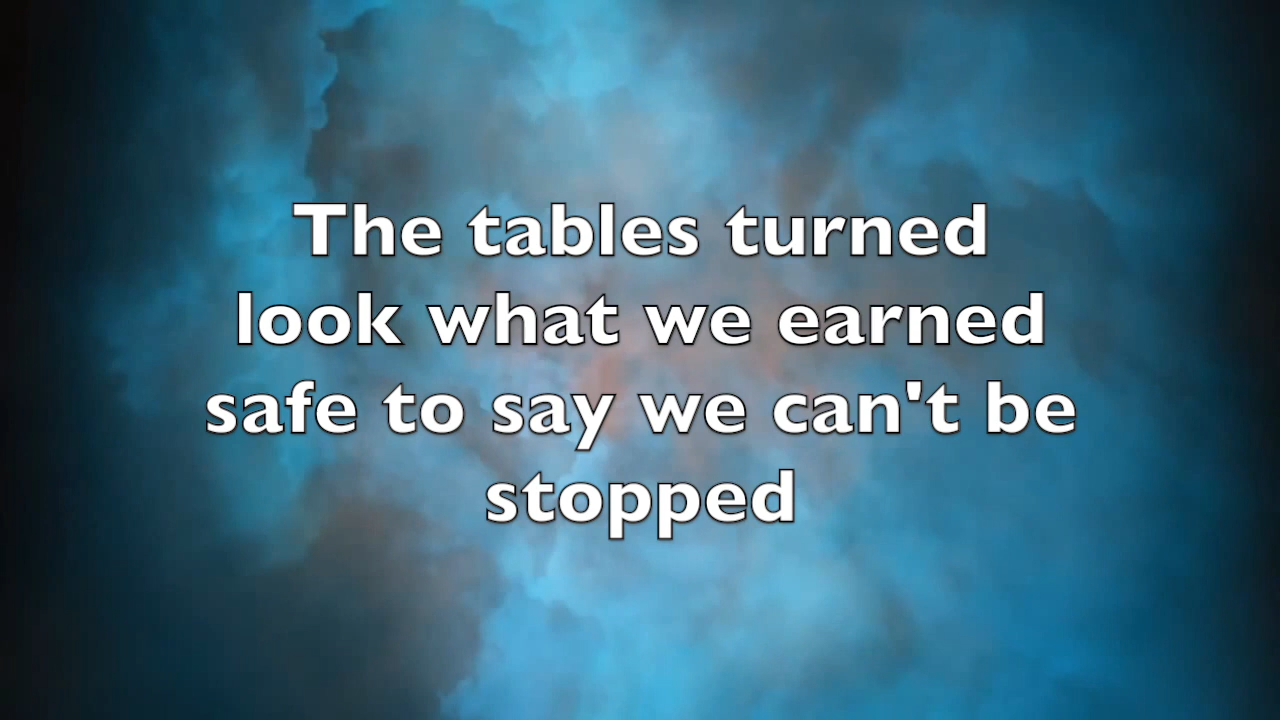 The tables turned
look what we earned
safe to say we can't be
stopped